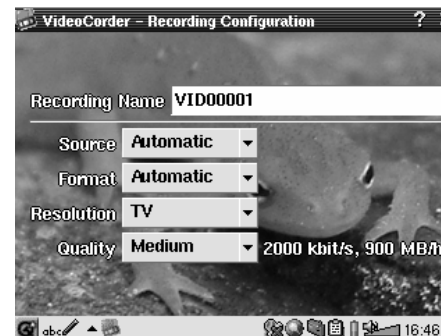 VideoCorder – Recording Configuration ?
Recording Name VID00001
Source Automatic
Format Automatic
Resolution TV
Quality Medium 2000 kbit/s, 900 MB/h
abc 16:46